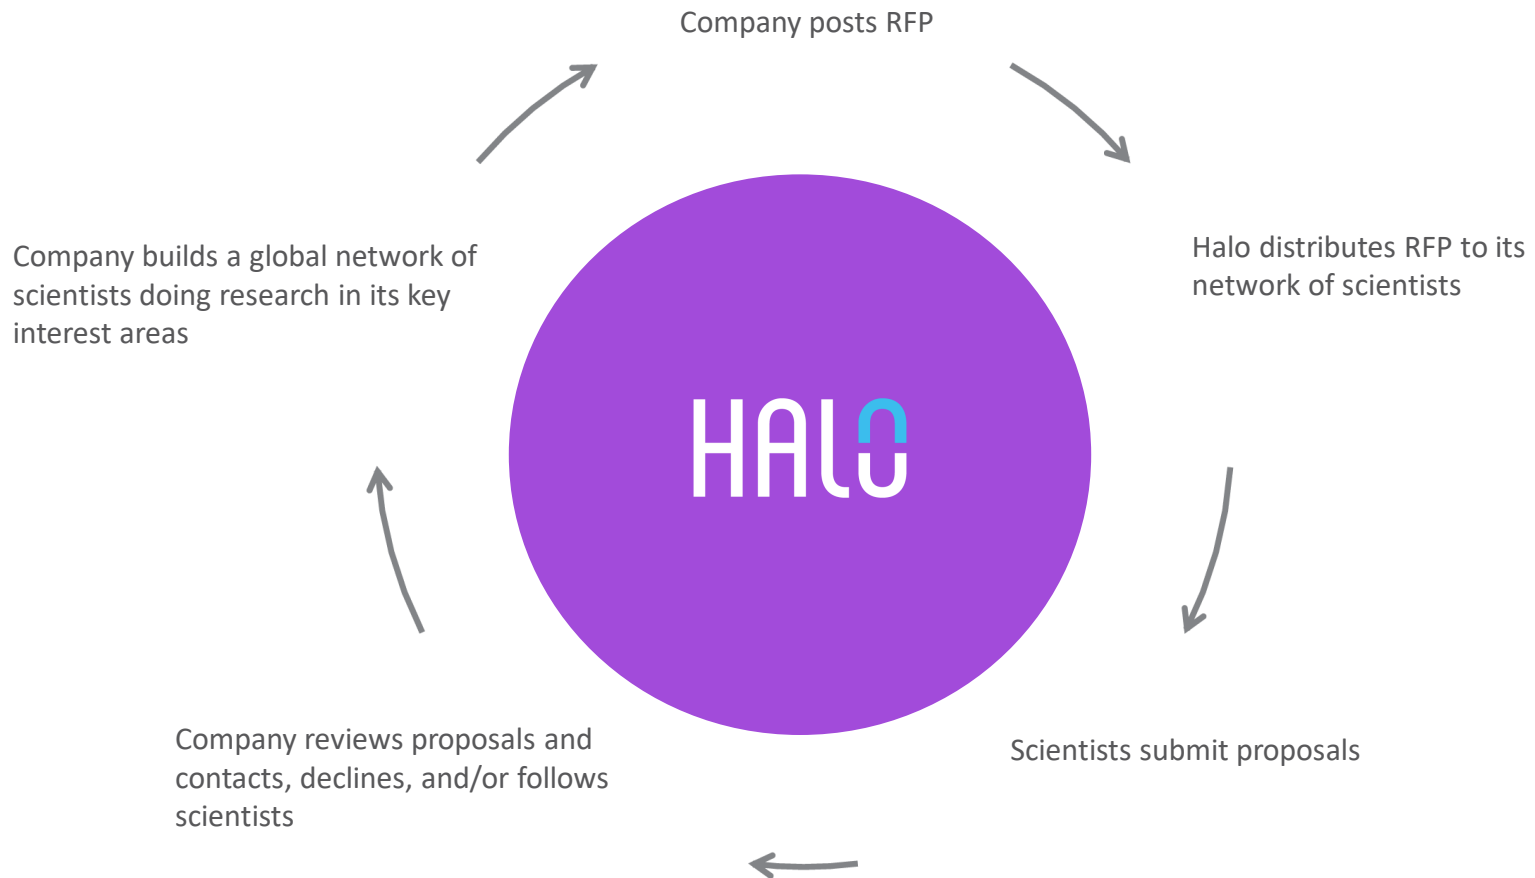 Company posts RFP
Halo distributes RFP to its
network of scientists
Scientists submit proposals
Company reviews proposals and
contacts, declines, and/or follows
scientists
Company builds a global network of
scientists doing research in its key
interest areas
HALO